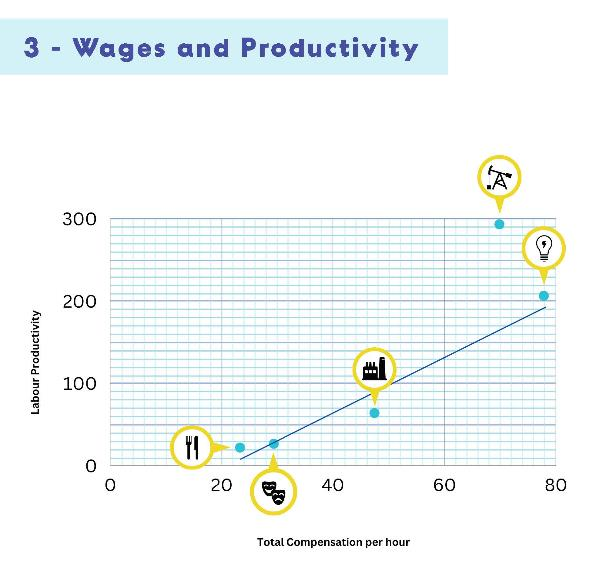 3 - Wages and Productivity
300
200
100
0
Labour Productivity
0 20 40 60 80
Total Compensation per hour